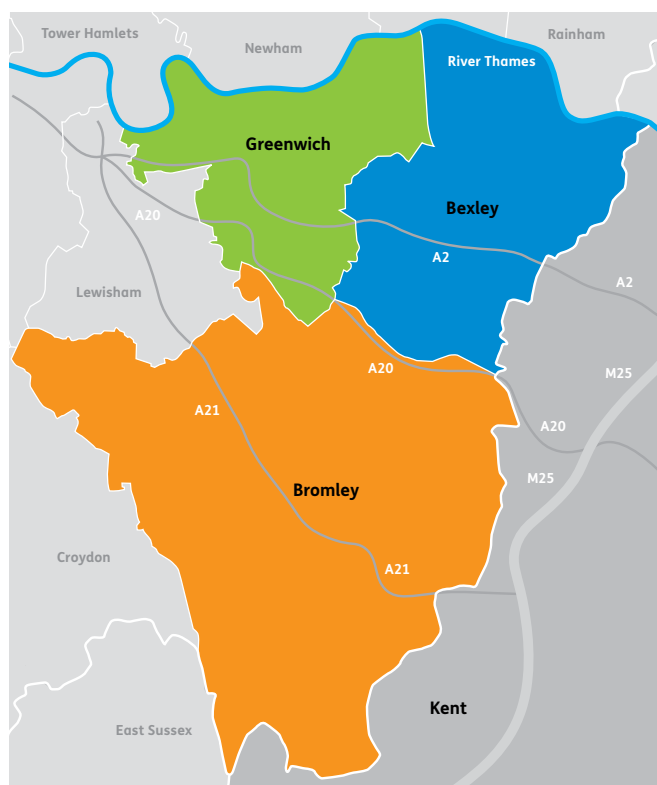 Tower Hamlets
Newham
Rainham
River Thames
Greenwich
Bexley
A20
A2
A2
Lewisham
A20
M25
A21
A20
M25
Bromley
Croydon
A21
Kent
East Sussex